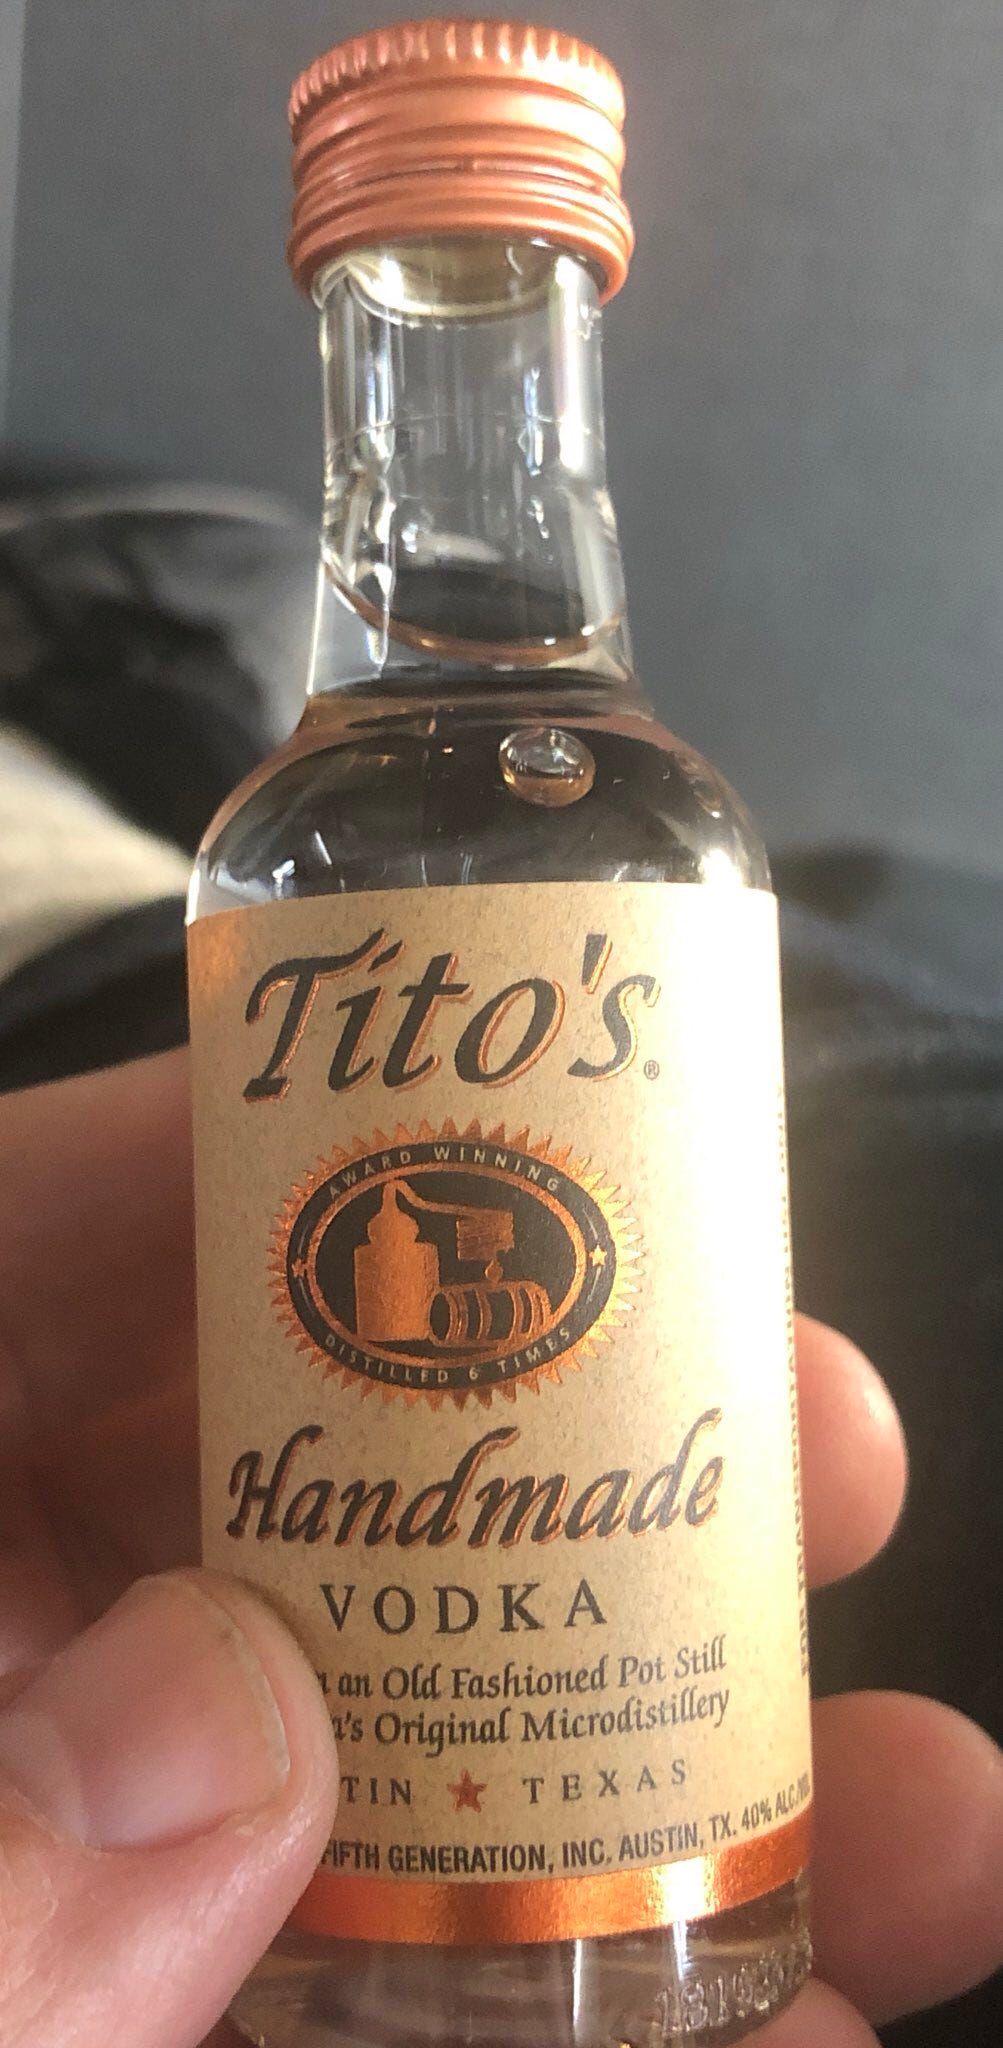 Tito's®
AWARD WINNING
DISTILLED 6 TIMES
Handmade
VODKA
an Old Fashioned Pot Still
Original Microdistillery
TEXAS
FIFTH GENERATION, INC. AUSTIN, TX. 40% ALC./VOL.